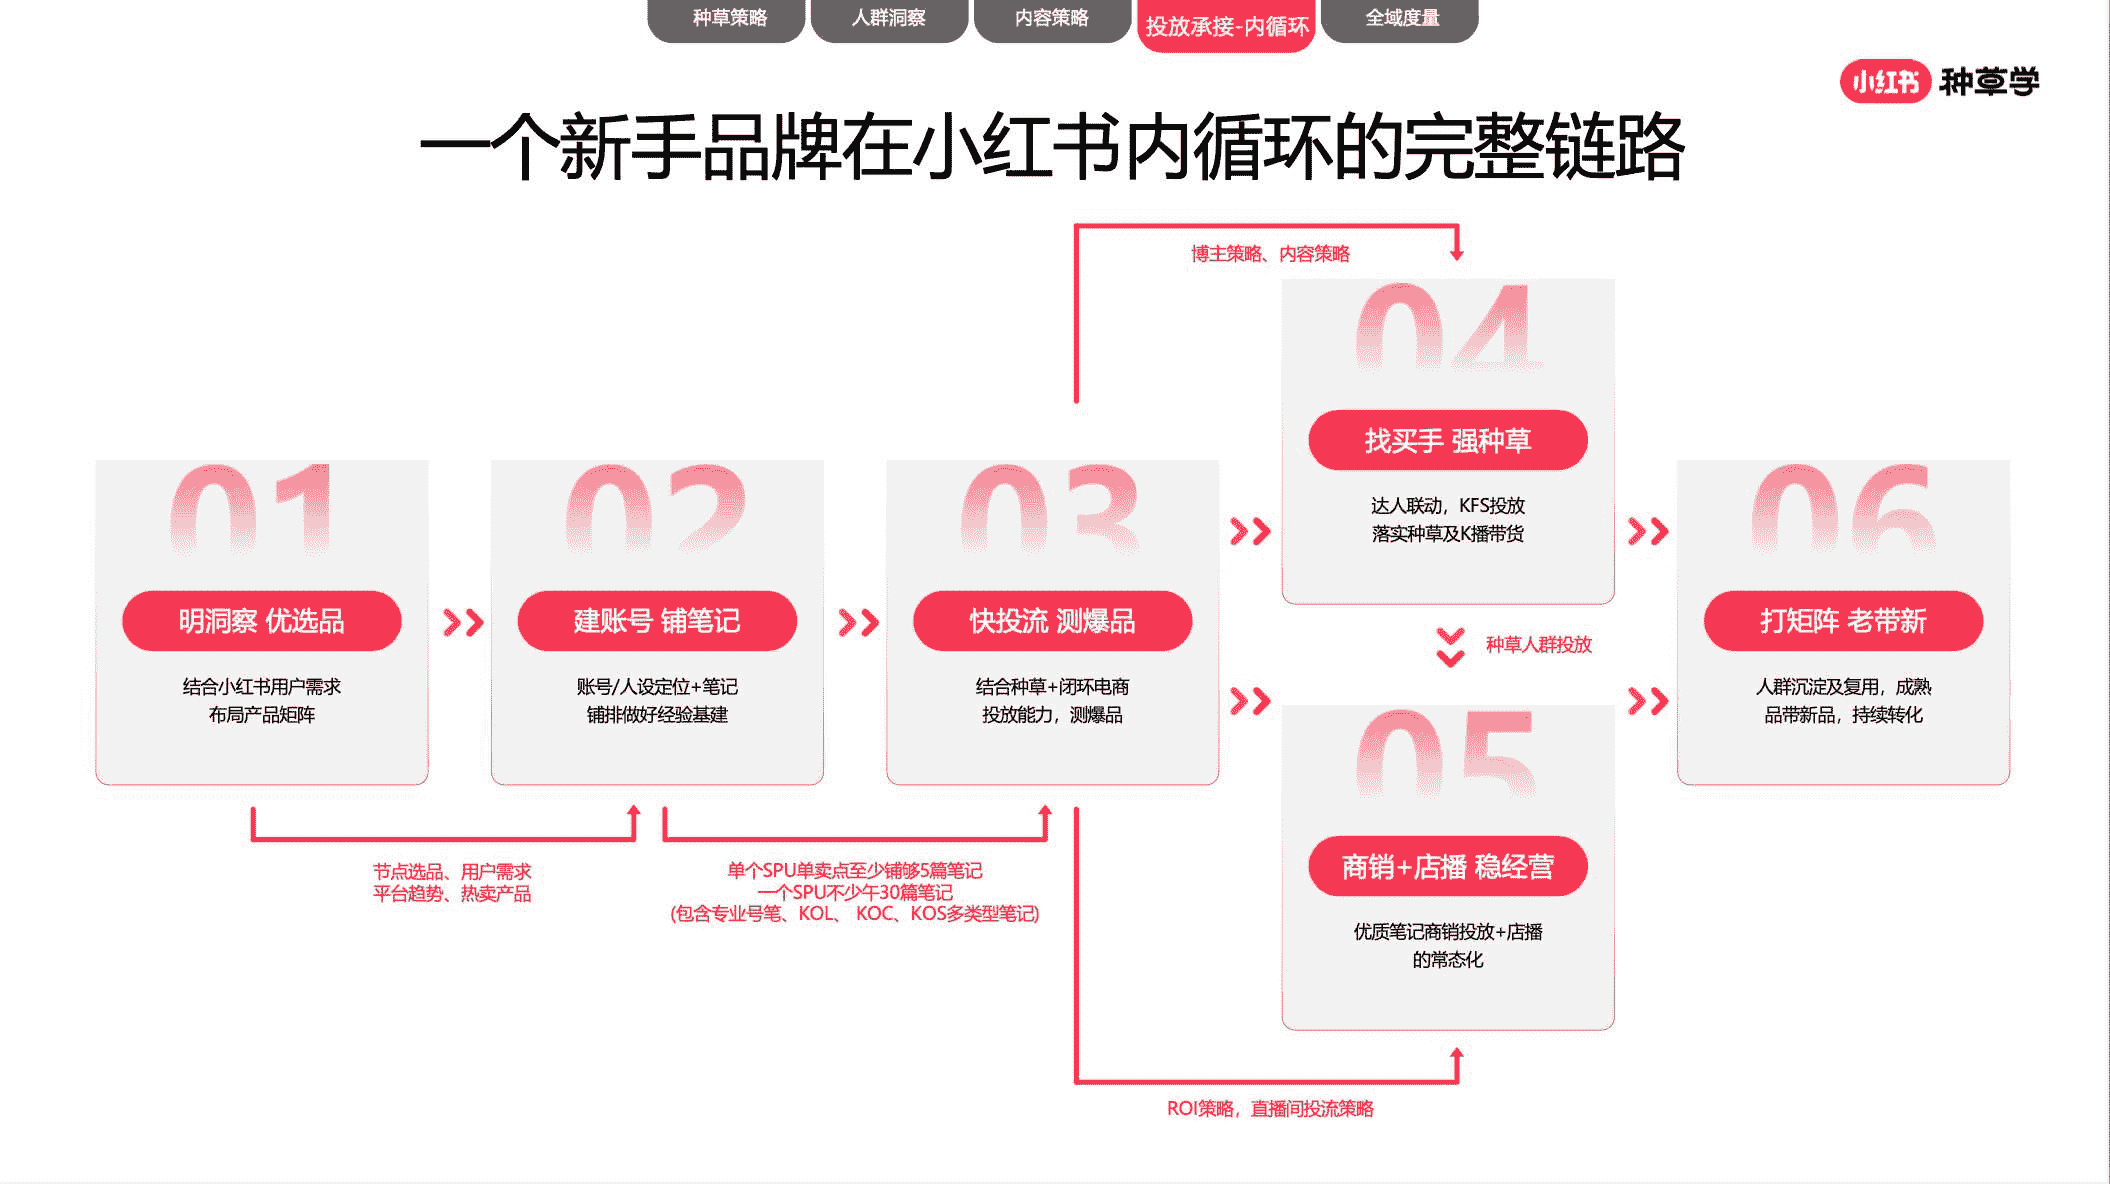 种草策略
人群洞察
内容策略
投放承接-内循环
全域度量
小红书 种草学
一个新手品牌在小红书内循环的完整链路
博主策略、内容策略
01
明洞察 优选品
结合小红书用户需求
布局产品矩阵
节点选品、用户需求
平台趋势、热卖产品
02
建账号 铺笔记
账号/人设定位+笔记
铺排做好经验基建
单个SPU单卖点至少铺够5篇笔记
一个SPU不少午30篇笔记
(包含专业号笔、KOL、 KOC、KOS多类型笔记)
03
快投流 测爆品
结合种草+闭环电商
投放能力，测爆品
04
找买手 强种草
达人联动，KFS投放
落实种草及K播带货
种草人群投放
05
商销+店播 稳经营
优质笔记商销投放+店播
的常态化
ROI策略，直播间投流策略
06
打矩阵 老带新
人群沉淀及复用，成熟
品带新品，持续转化